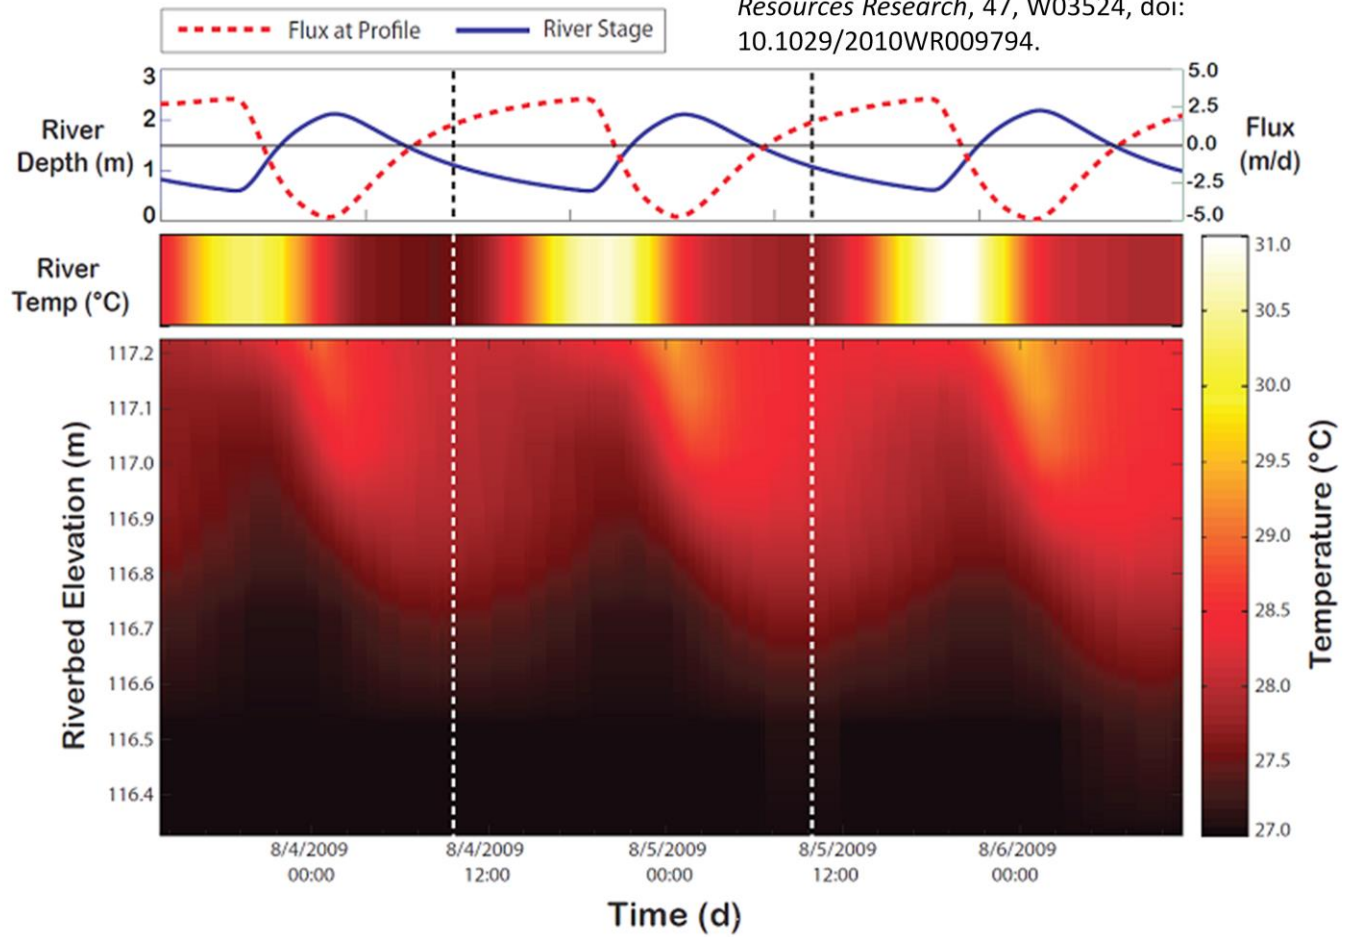 Resources Research, 47, W03524, doi:
10.1029/2010WR009794.
Flux at Profile
River Stage
River
Depth (m)
3
2
1
0
5.0
2.5
0.0
-2.5
-5.0
Flux
(m/d)
River
Temp (°C)
Riverbed Elevation (m)
117.2
117.1
117.0
116.9
116.8
116.7
116.6
116.5
116.4
31.0
30.5
30.0
29.5
29.0
28.5
28.0
27.5
27.0
Temperature (°C)
8/4/2009 8/4/2009 8/5/2009 8/5/2009 8/6/2009
00:00 12:00 00:00 12:00 00:00
Time (d)